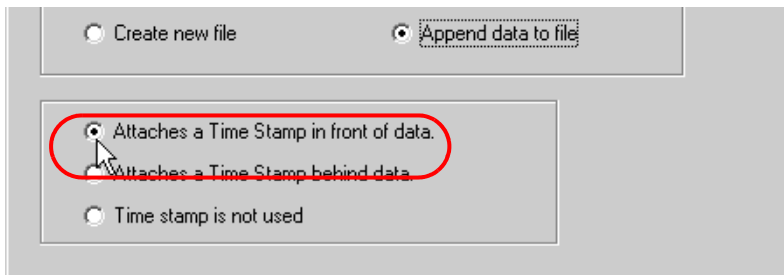 Create new file Append data to file
Attaches a Time Stamp in front of data.
Attaches a Time Stamp behind data.
Time stamp is not used